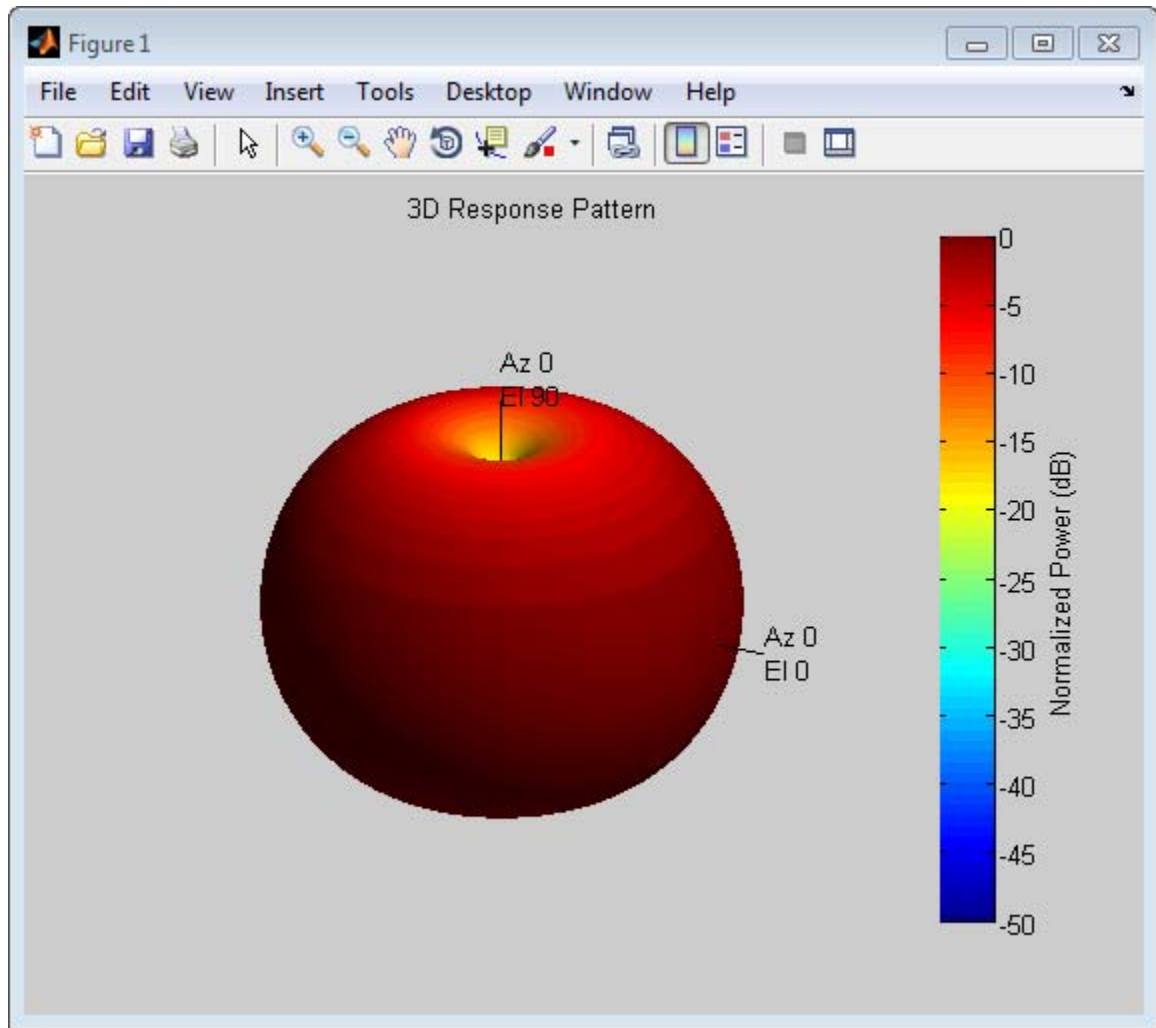 Figure 1
File Edit View Insert Tools Desktop Window Help
3D Response Pattern
Az 0
El 90
Az 0
El 0
0
-5
-10
-15
-20
-25
-30
-35
-40
-45
-50
Normalized Power (dB)